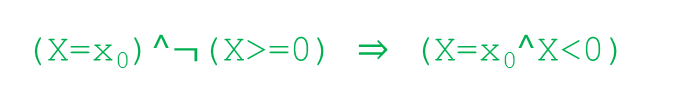 (X=x₀)^¬(X>=0) ⇒ (X=x₀^X<0)